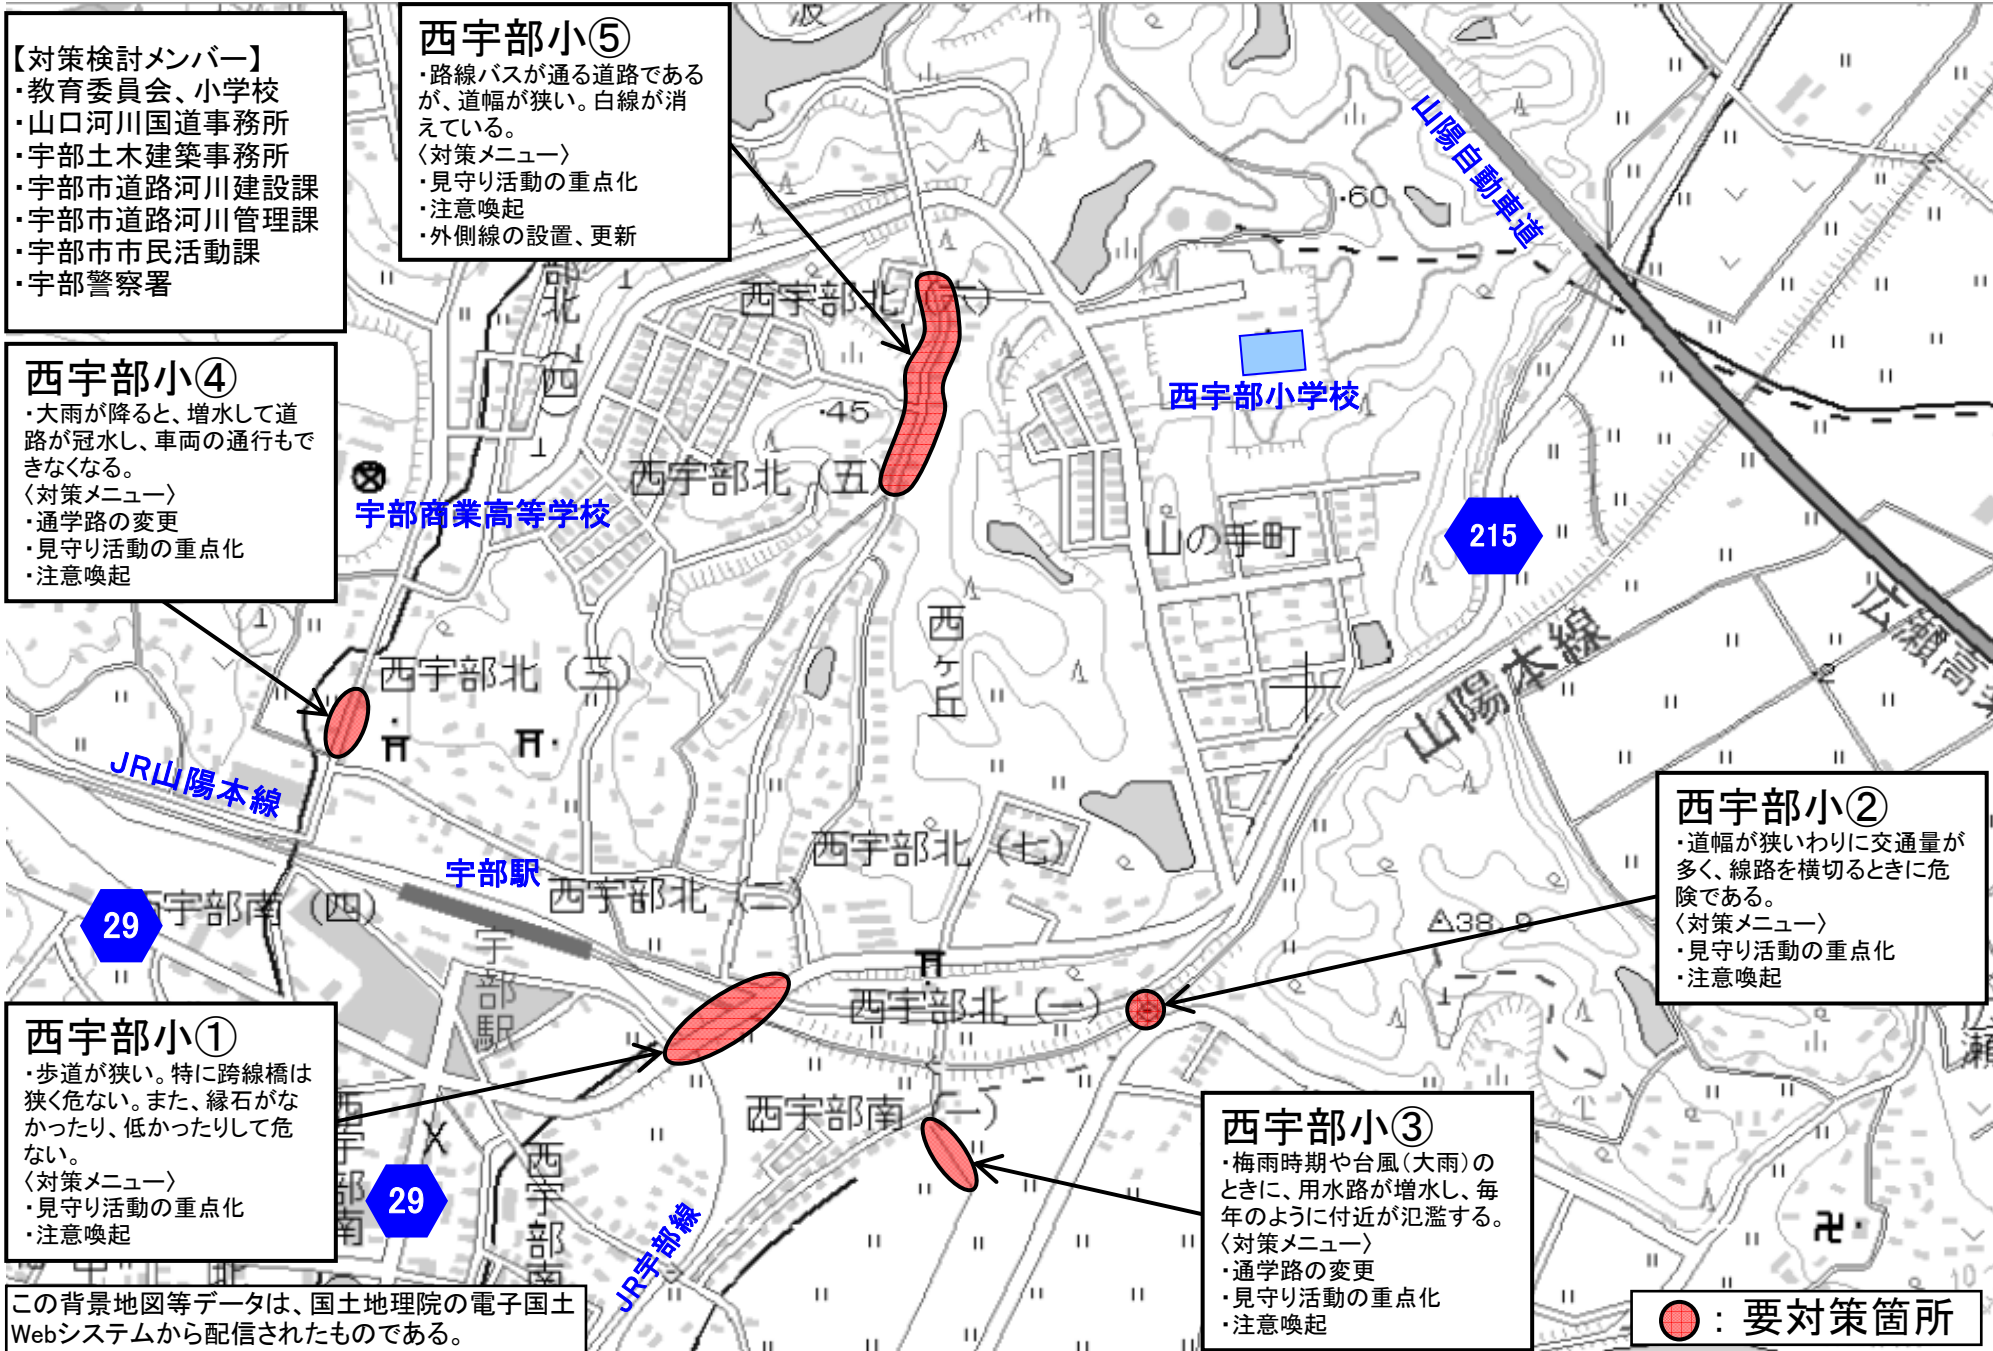 【対策検討メンバー】
・教育委員会、小学校
・山口河川国道事務所
・宇部土木建築事務所
・宇部市道路河川建設課
・宇部市道路河川管理課
・宇部市市民活動課
・宇部警察署
西宇部小⑤
・路線バスが通る道路である
が、道幅が狭い。白線が消
えている。
〈対策メニュー〉
・見守り活動の重点化
・注意喚起
・外側線の設置、更新
西宇部小④
・大雨が降ると、増水して道
路が冠水し、車両の通行もで
きなくなる。
〈対策メニュー〉
・通学路の変更
・見守り活動の重点化
・注意喚起
山陽自動車道
・60
西宇部北
西宇部小学校
・45
西宇部北（五）
宇部商業高等学校
山の手町
215
西ヶ丘
西宇部北（三）
山陽本線
JR山陽本線
西宇部北（七）
宇部駅
西宇部北（二）
西宇部南（四）
29
宇部駅
西宇部北（一）
38.9
西宇部小②
・道幅が狭いわりに交通量が
多く、線路を横切るときに危
険である。
〈対策メニュー〉
・見守り活動の重点化
・注意喚起
西宇部小①
・歩道が狭い。特に跨線橋は
狭く危ない。また、縁石がな
かったり、低かったりして危
ない。
〈対策メニュー〉
・見守り活動の重点化
・注意喚起
西宇部南
29
西宇部南
西宇部南（一）
JR宇部線
西宇部小③
・梅雨時期や台風（大雨）の
ときに、用水路が増水し、毎
年のように付近が氾濫する。
〈対策メニュー〉
・通学路の変更
・見守り活動の重点化
・注意喚起
この背景地図等データは、国土地理院の電子国土
Webシステムから配信されたものである。
：要対策箇所